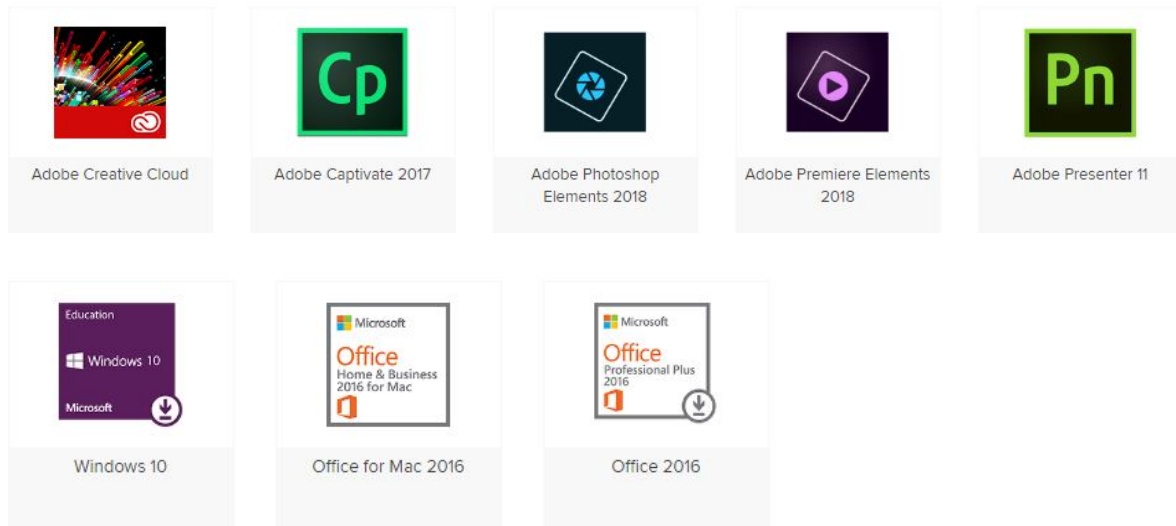 Cp
Pn
Adobe Creative Cloud
Adobe Captivate 2017
Adobe Photoshop
Elements 2018
Adobe Premiere Elements
2018
Adobe Presenter 11
Education
Windows 10
Microsoft
Microsoft
Office
Home & Business
2016 for Mac
Microsoft
Office
Professional Plus
2016
Windows 10
Office for Mac 2016
Office 2016